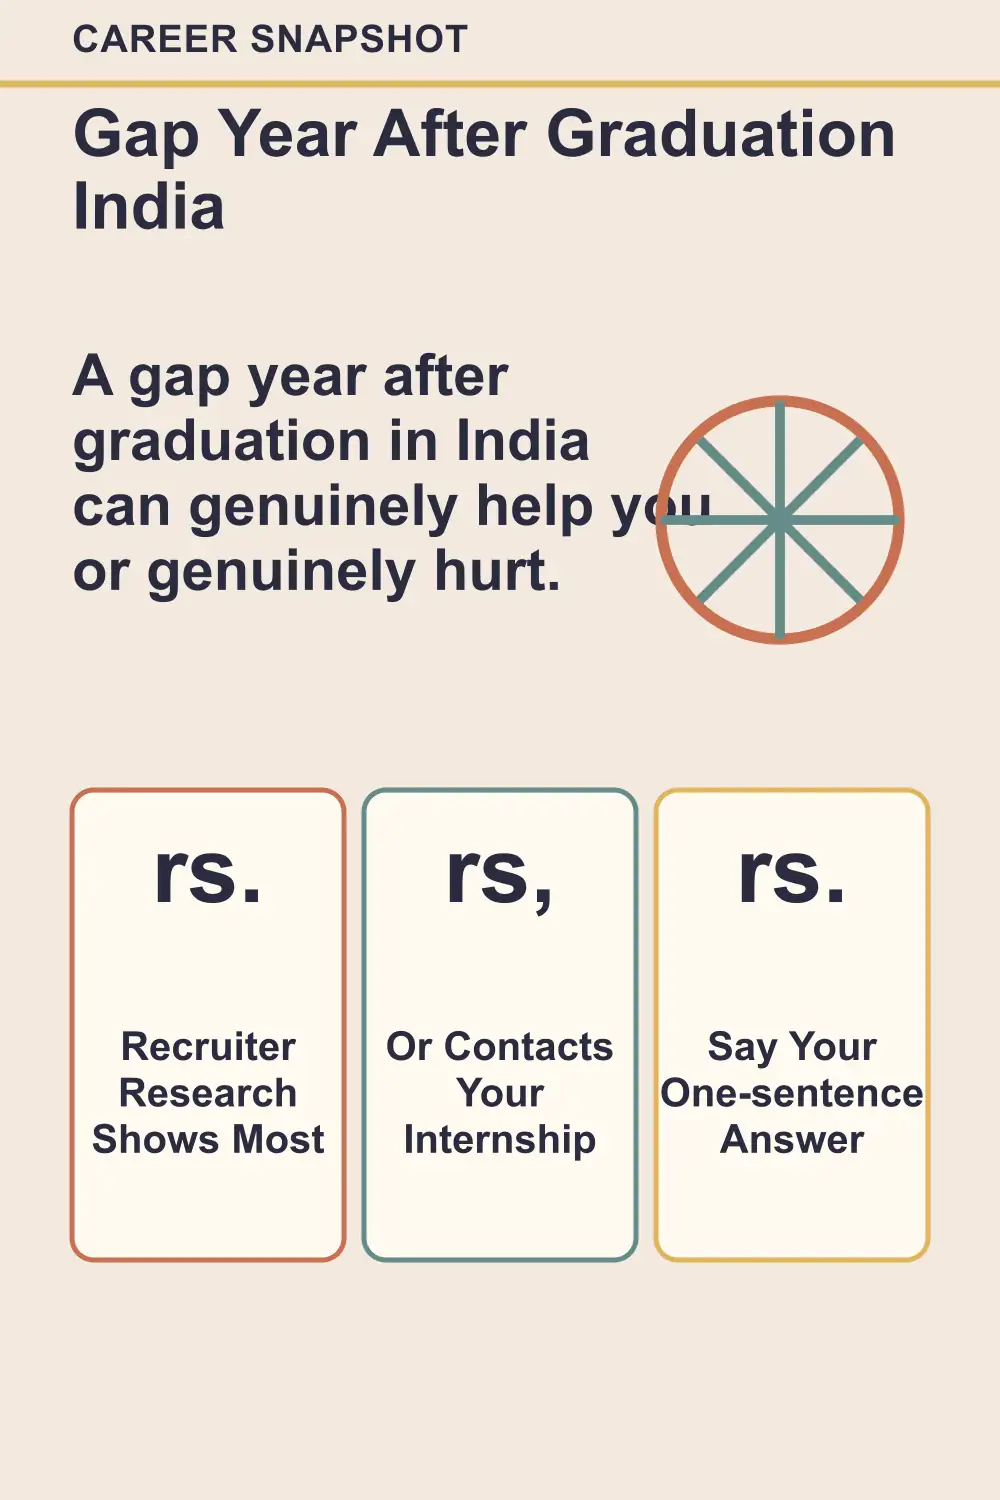 CAREER SNAPSHOT
Gap Year After Graduation
India
A gap year after
graduation in India
can genuinely help you
or genuinely hurt.
rs.
Recruiter
Research
Shows Most
rs,
Or Contacts
Your
Internship
rs.
Say Your
One-sentence
Answer